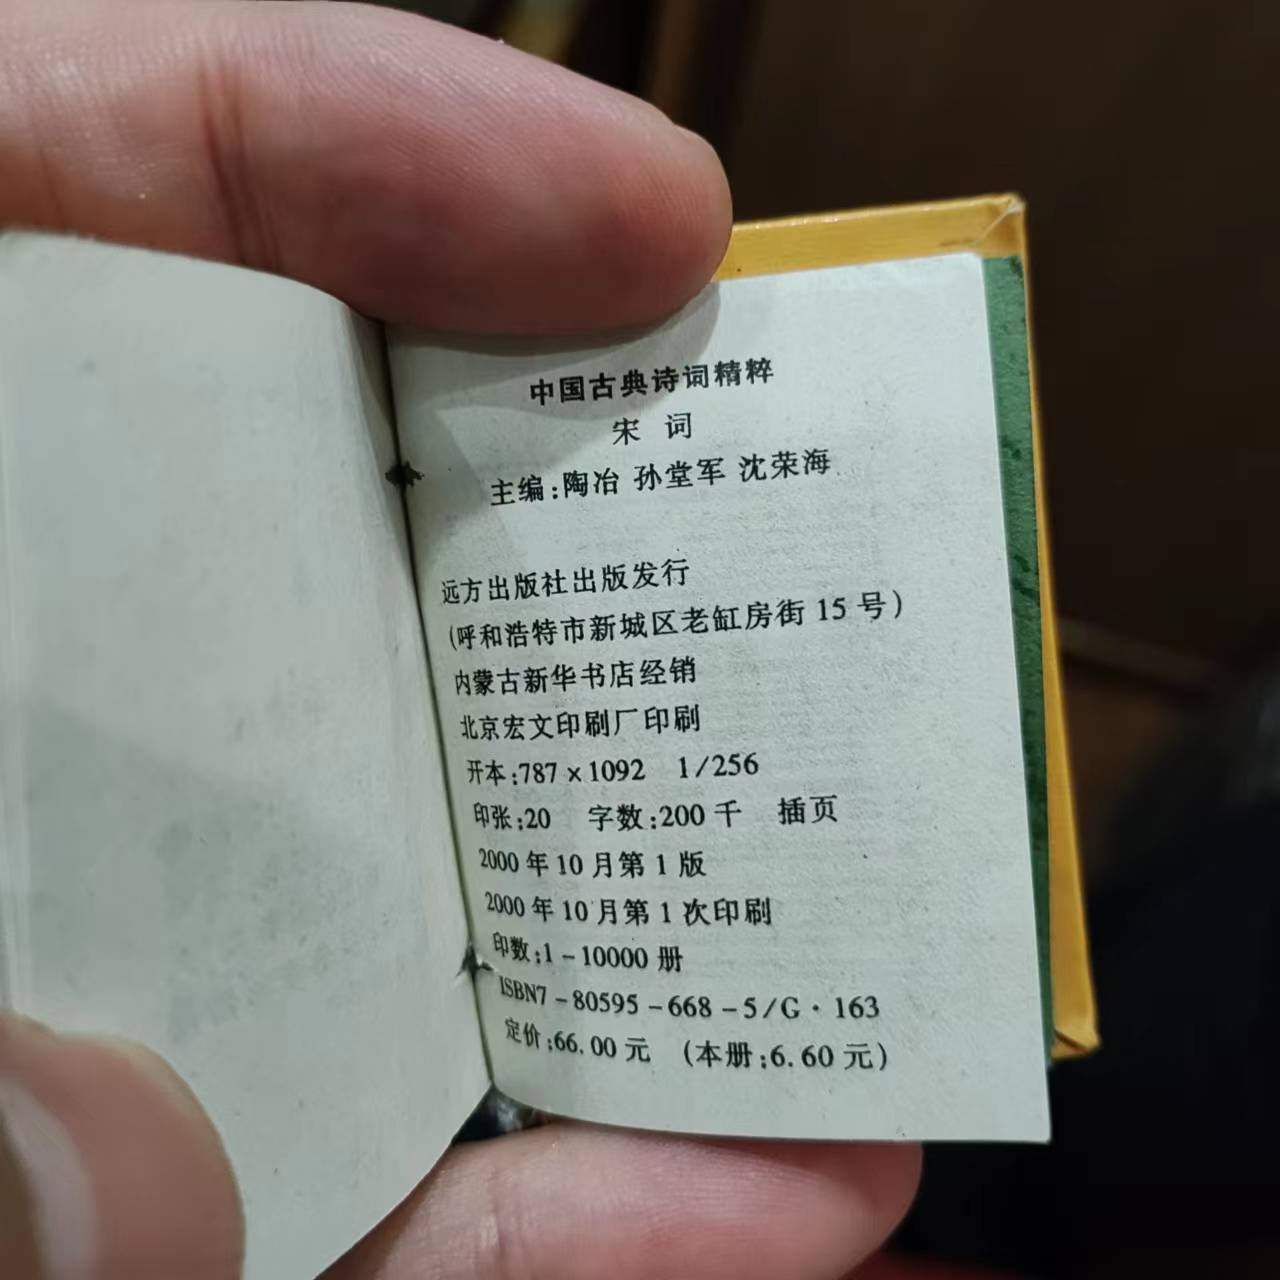 中国古典诗词精粹
宋 词
主编:陶冶 孙堂军 沈荣海
远方出版社出版发行
(呼和浩特市新城区老缸房街 15 号)
内蒙古新华书店经销
北京宏文印刷厂印刷
开本:787×1092 1/256
印张:20 字数:200 千 插页
2000 年 10 月第 1 版
2000 年 10 月第 1 次印刷
印数:1-10000 册
ISBN7-80595-668-5/G·163
定价:66.00 元 (本册:6.60 元)